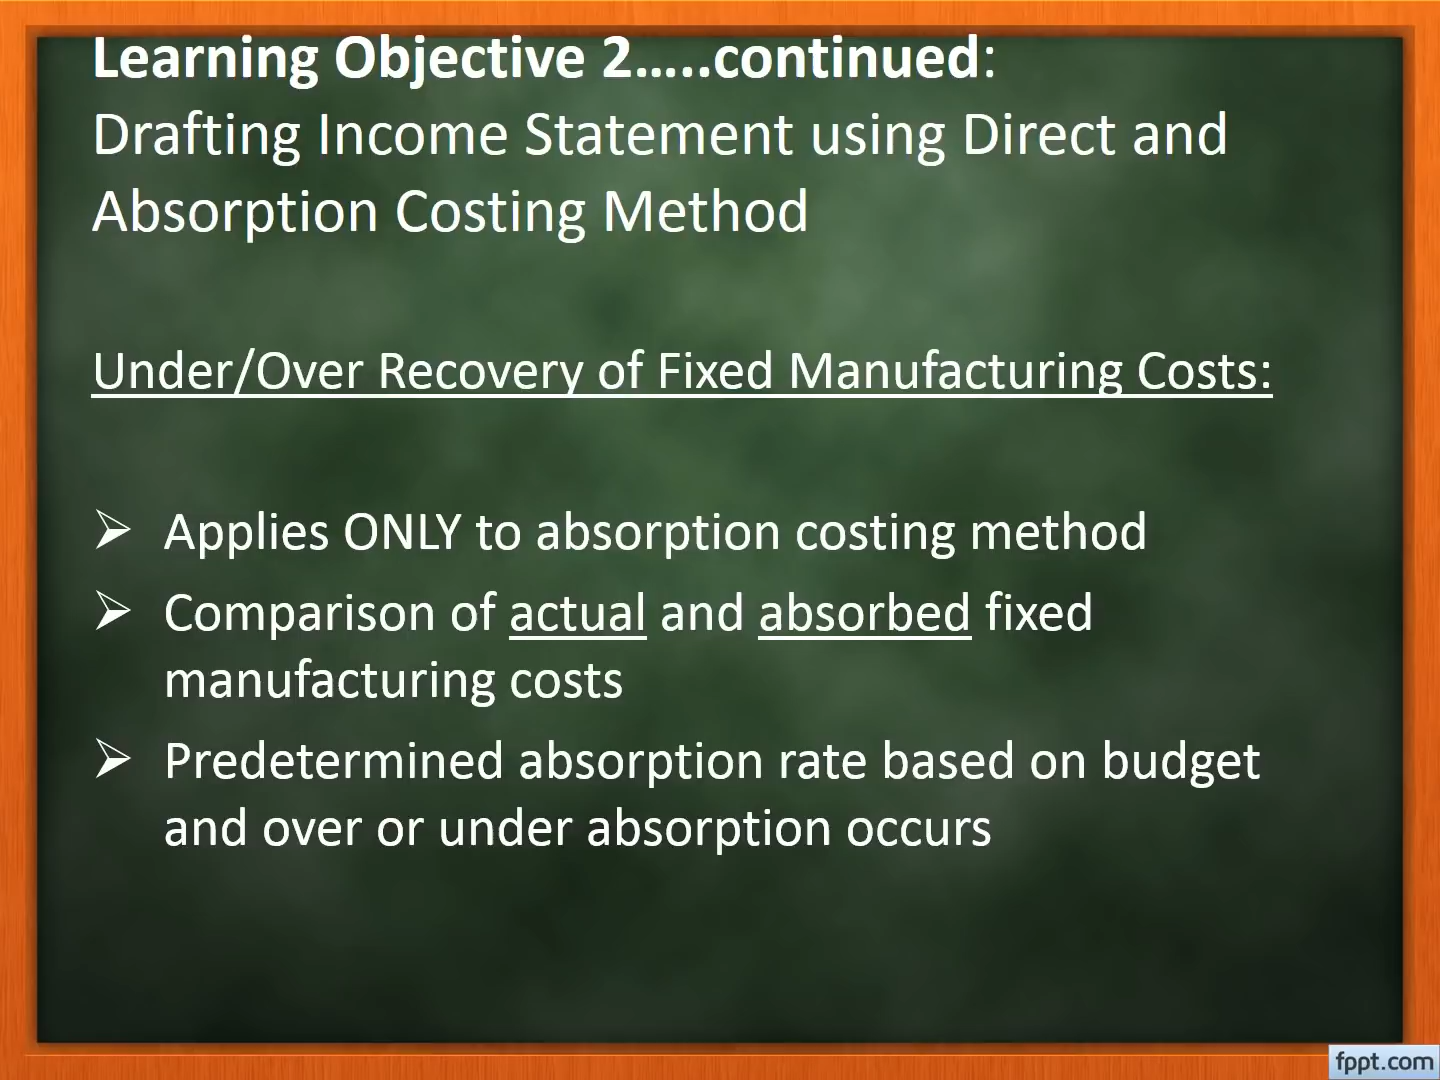 Learning Objective 2…..continued:
Drafting Income Statement using Direct and
Absorption Costing Method
Under/Over Recovery of Fixed Manufacturing Costs:
➢ Applies ONLY to absorption costing method
➢ Comparison of actual and absorbed fixed
manufacturing costs
➢ Predetermined absorption rate based on budget
and over or under absorption occurs
fppt.com